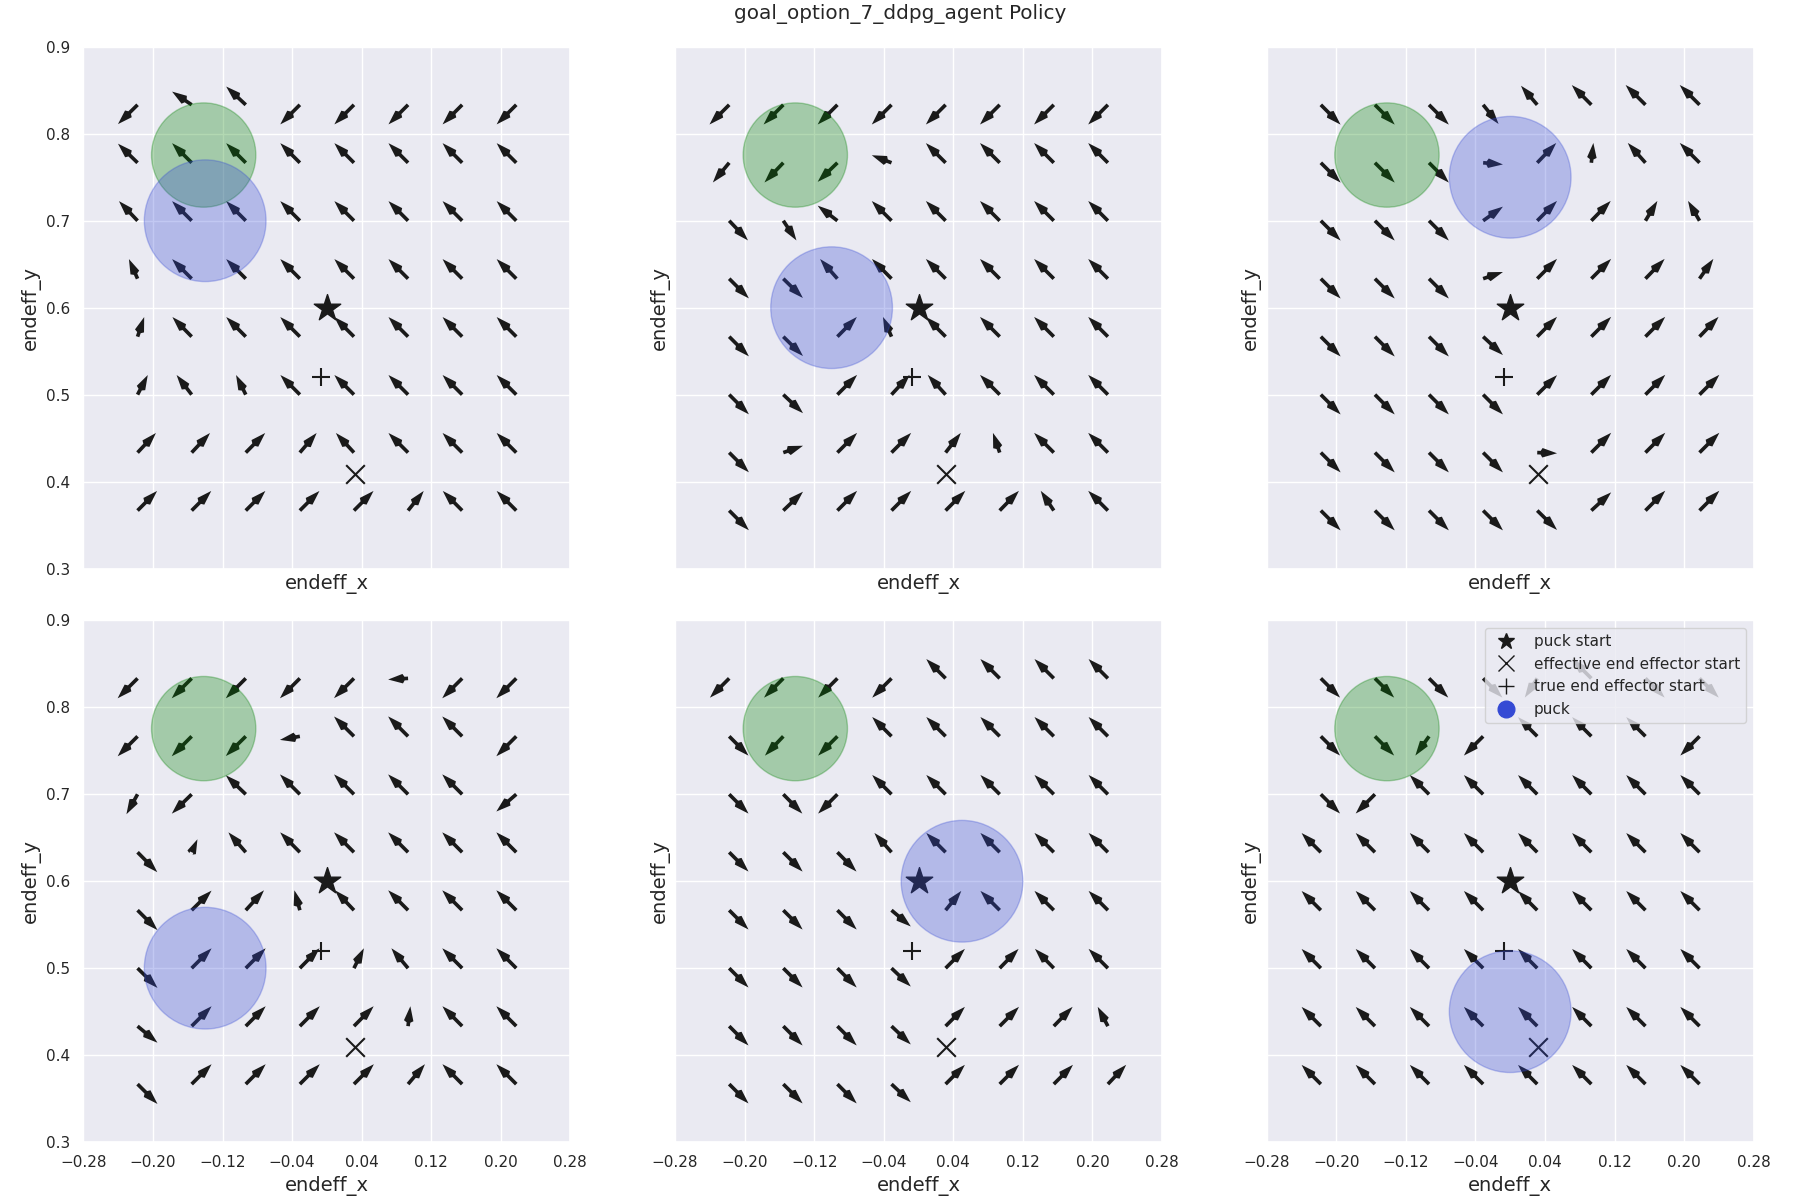 goal_option_7_ddpg_agent Policy
0.9
0.8
0.7
0.6
0.5
0.4
0.3
endeff_y
endeff_x
endeff_y
endeff_x
endeff_y
endeff_x
0.9
0.8
0.7
0.6
0.5
0.4
0.3
endeff_y
−0.28 −0.20 −0.12 −0.04 0.04 0.12 0.20 0.28
endeff_x
endeff_y
−0.28 −0.20 −0.12 −0.04 0.04 0.12 0.20 0.28
endeff_x
puck start
effective end effector start
true end effector start
puck
endeff_y
−0.28 −0.20 −0.12 −0.04 0.04 0.12 0.20 0.28
endeff_x